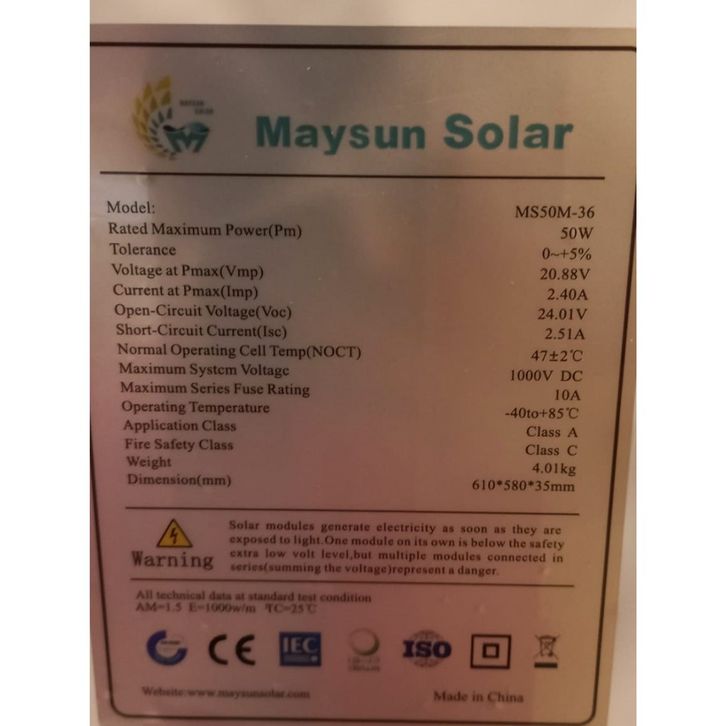 MAYSUN
SOLAR
Maysun Solar
Model: MS50M-36
Rated Maximum Power(Pm) 50W
Tolerance 0~+5%
Voltage at Pmax(Vmp) 20.88V
Current at Pmax(Imp) 2.40A
Open-Circuit Voltage(Voc) 24.01V
Short-Circuit Current(Isc) 2.51A
Normal Operating Cell Temp(NOCT) 47±2℃
Maximum System Voltage 1000V DC
Maximum Series Fuse Rating 10A
Operating Temperature -40to+85℃
Application Class Class A
Fire Safety Class Class C
Weight 4.01kg
Dimension(mm) 610*580*35mm
Solar modules generate electricity as soon as they are
exposed to light.One module on its own is below the safety
extra low volt level,but multiple modules connected in
series(summing the voltage)represent a danger.
Warning
All technical data at standard test condition
AM=1.5 E=1000w/m TC=25℃
CE IEC ISO
Website:www.maysunsolar.com Made in China